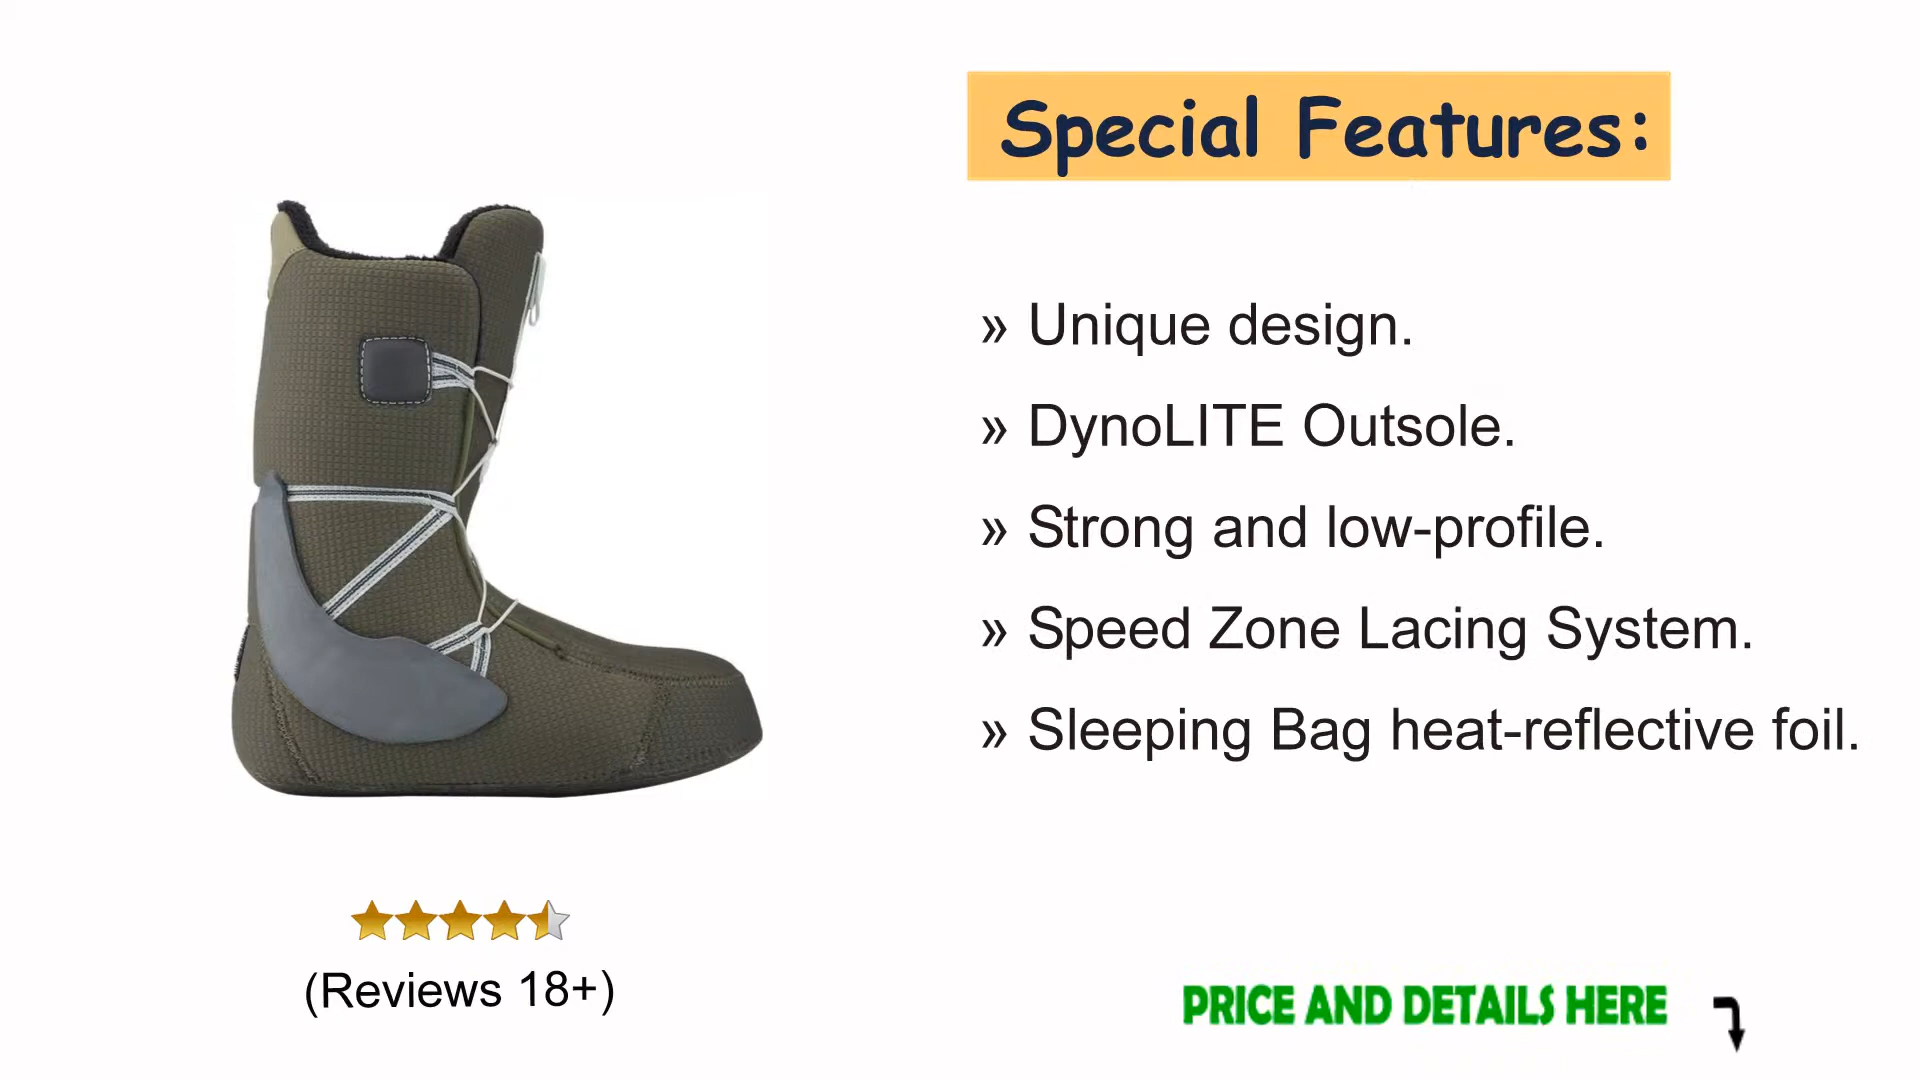 Special Features:
» Unique design.
» DynoLITE Outsole.
» Strong and low-profile.
» Speed Zone Lacing System.
» Sleeping Bag heat-reflective foil.
(Reviews 18+)
PRICE AND DETAILS HERE